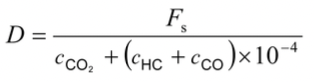 D = F_s / (c_CO₂ + (c_HC + c_CO) × 10⁻⁴)